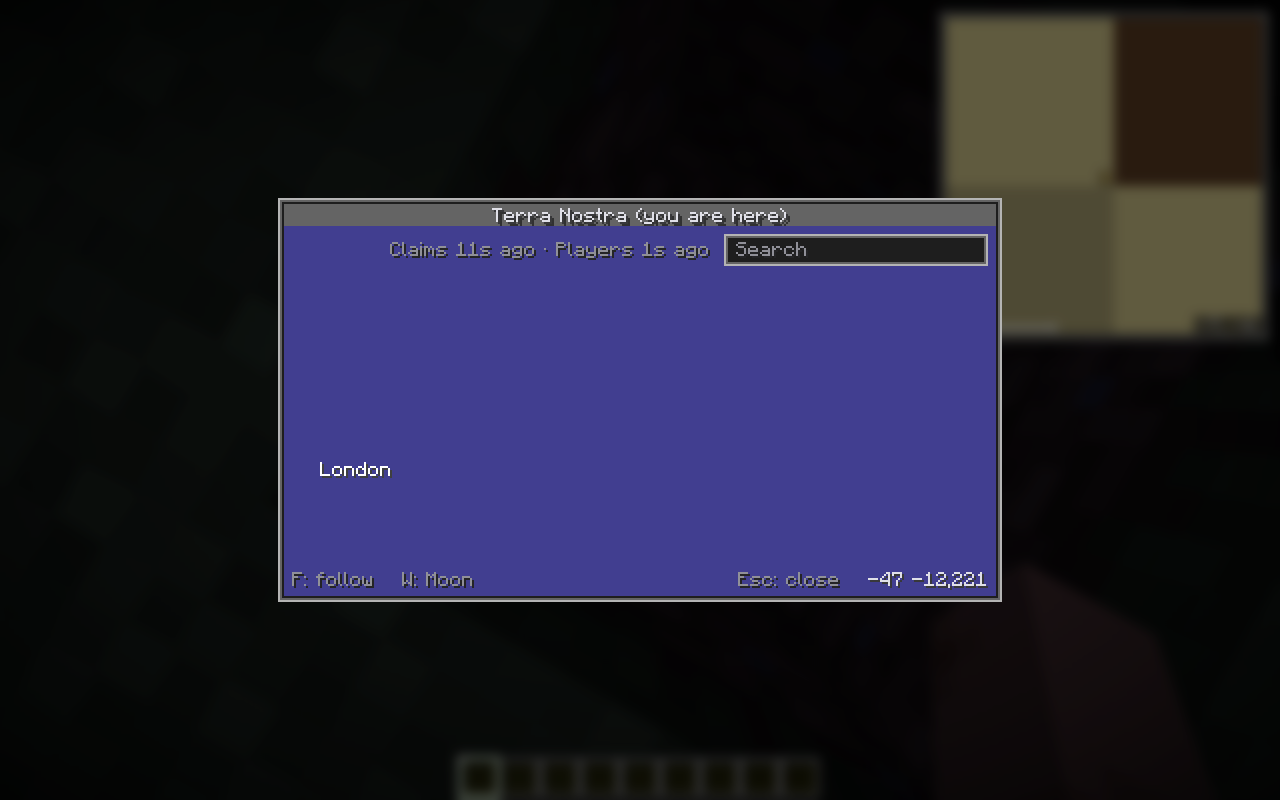 Terra Nostra (you are here)
Claims 11s ago · Players 1s ago Search
London
F: follow W: Moon Esc: close -47 -12,221